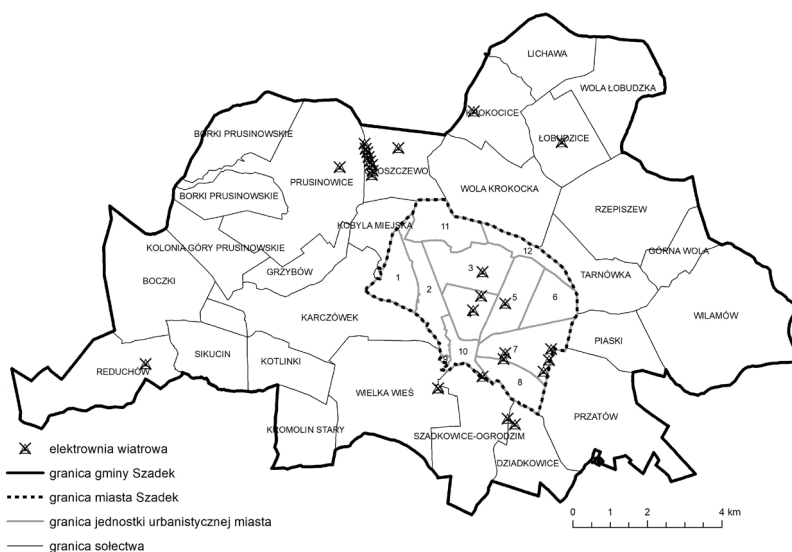 LICHAWA
WOLA ŁOBUDZKA
KROKOCICE
BORKI PRUSINOWSKIE
ŁOBUDZICE
PRUSINOWICE
WOLA KROKOCKA
BORKI PRUSINOWSKIE
RZEPISZEW
KOBYLA MIEJSKA
11
KOLONIA GÓRY PRUSINOWSKIE
12
GÓRNA WOLA
GRZYBÓW
3
BOCZKI
1
TARNÓWKA
2
5
6
KARCZÓWEK
WILAMÓW
PIASKI
10
7
SIKUCIN
KOTLINKI
9
REDUCHÓW
8
WIELKA WIEŚ
PRZATÓW
KROMOLIN STARY
SZADKOWICE-OGRODZIM
DZIADKOWICE
elektrownia wiatrowa
granica gminy Szadek
granica miasta Szadek
granica jednostki urbanistycznej miasta
granica sołectwa
0 1 2 4 km